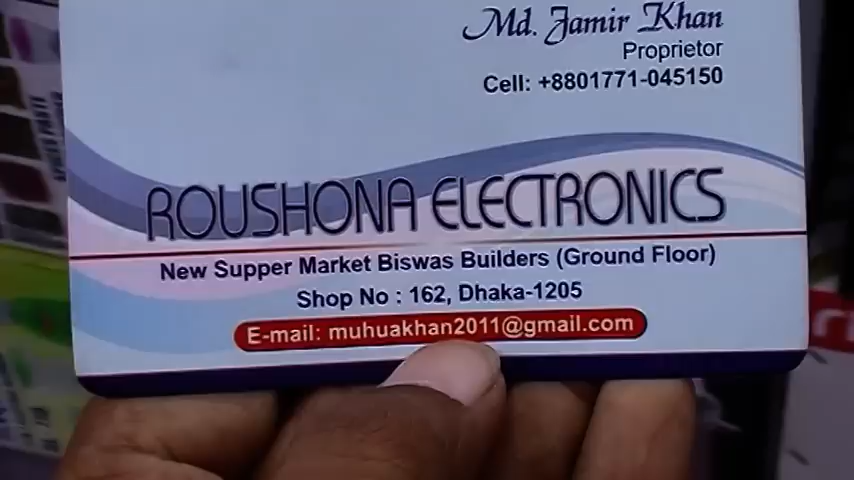 Md. Jamir Khan
Proprietor
Cell: +8801771-045150
ROUSHONA ELECTRONICS
New Supper Market Biswas Builders (Ground Floor)
Shop No : 162, Dhaka-1205
E-mail: muhuakhan2011@gmail.com